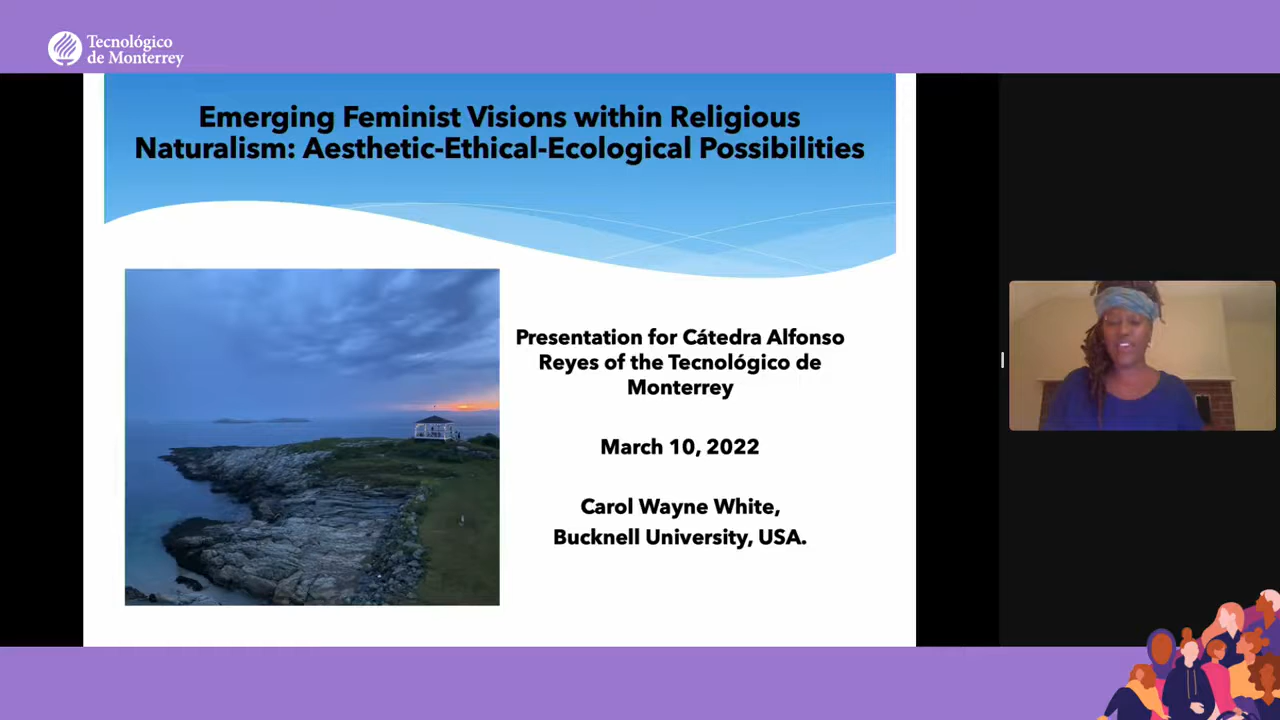 Tecnológico
de Monterrey
Emerging Feminist Visions within Religious
Naturalism: Aesthetic-Ethical-Ecological Possibilities
Presentation for Cátedra Alfonso
Reyes of the Tecnológico de
Monterrey
March 10, 2022
Carol Wayne White,
Bucknell University, USA.